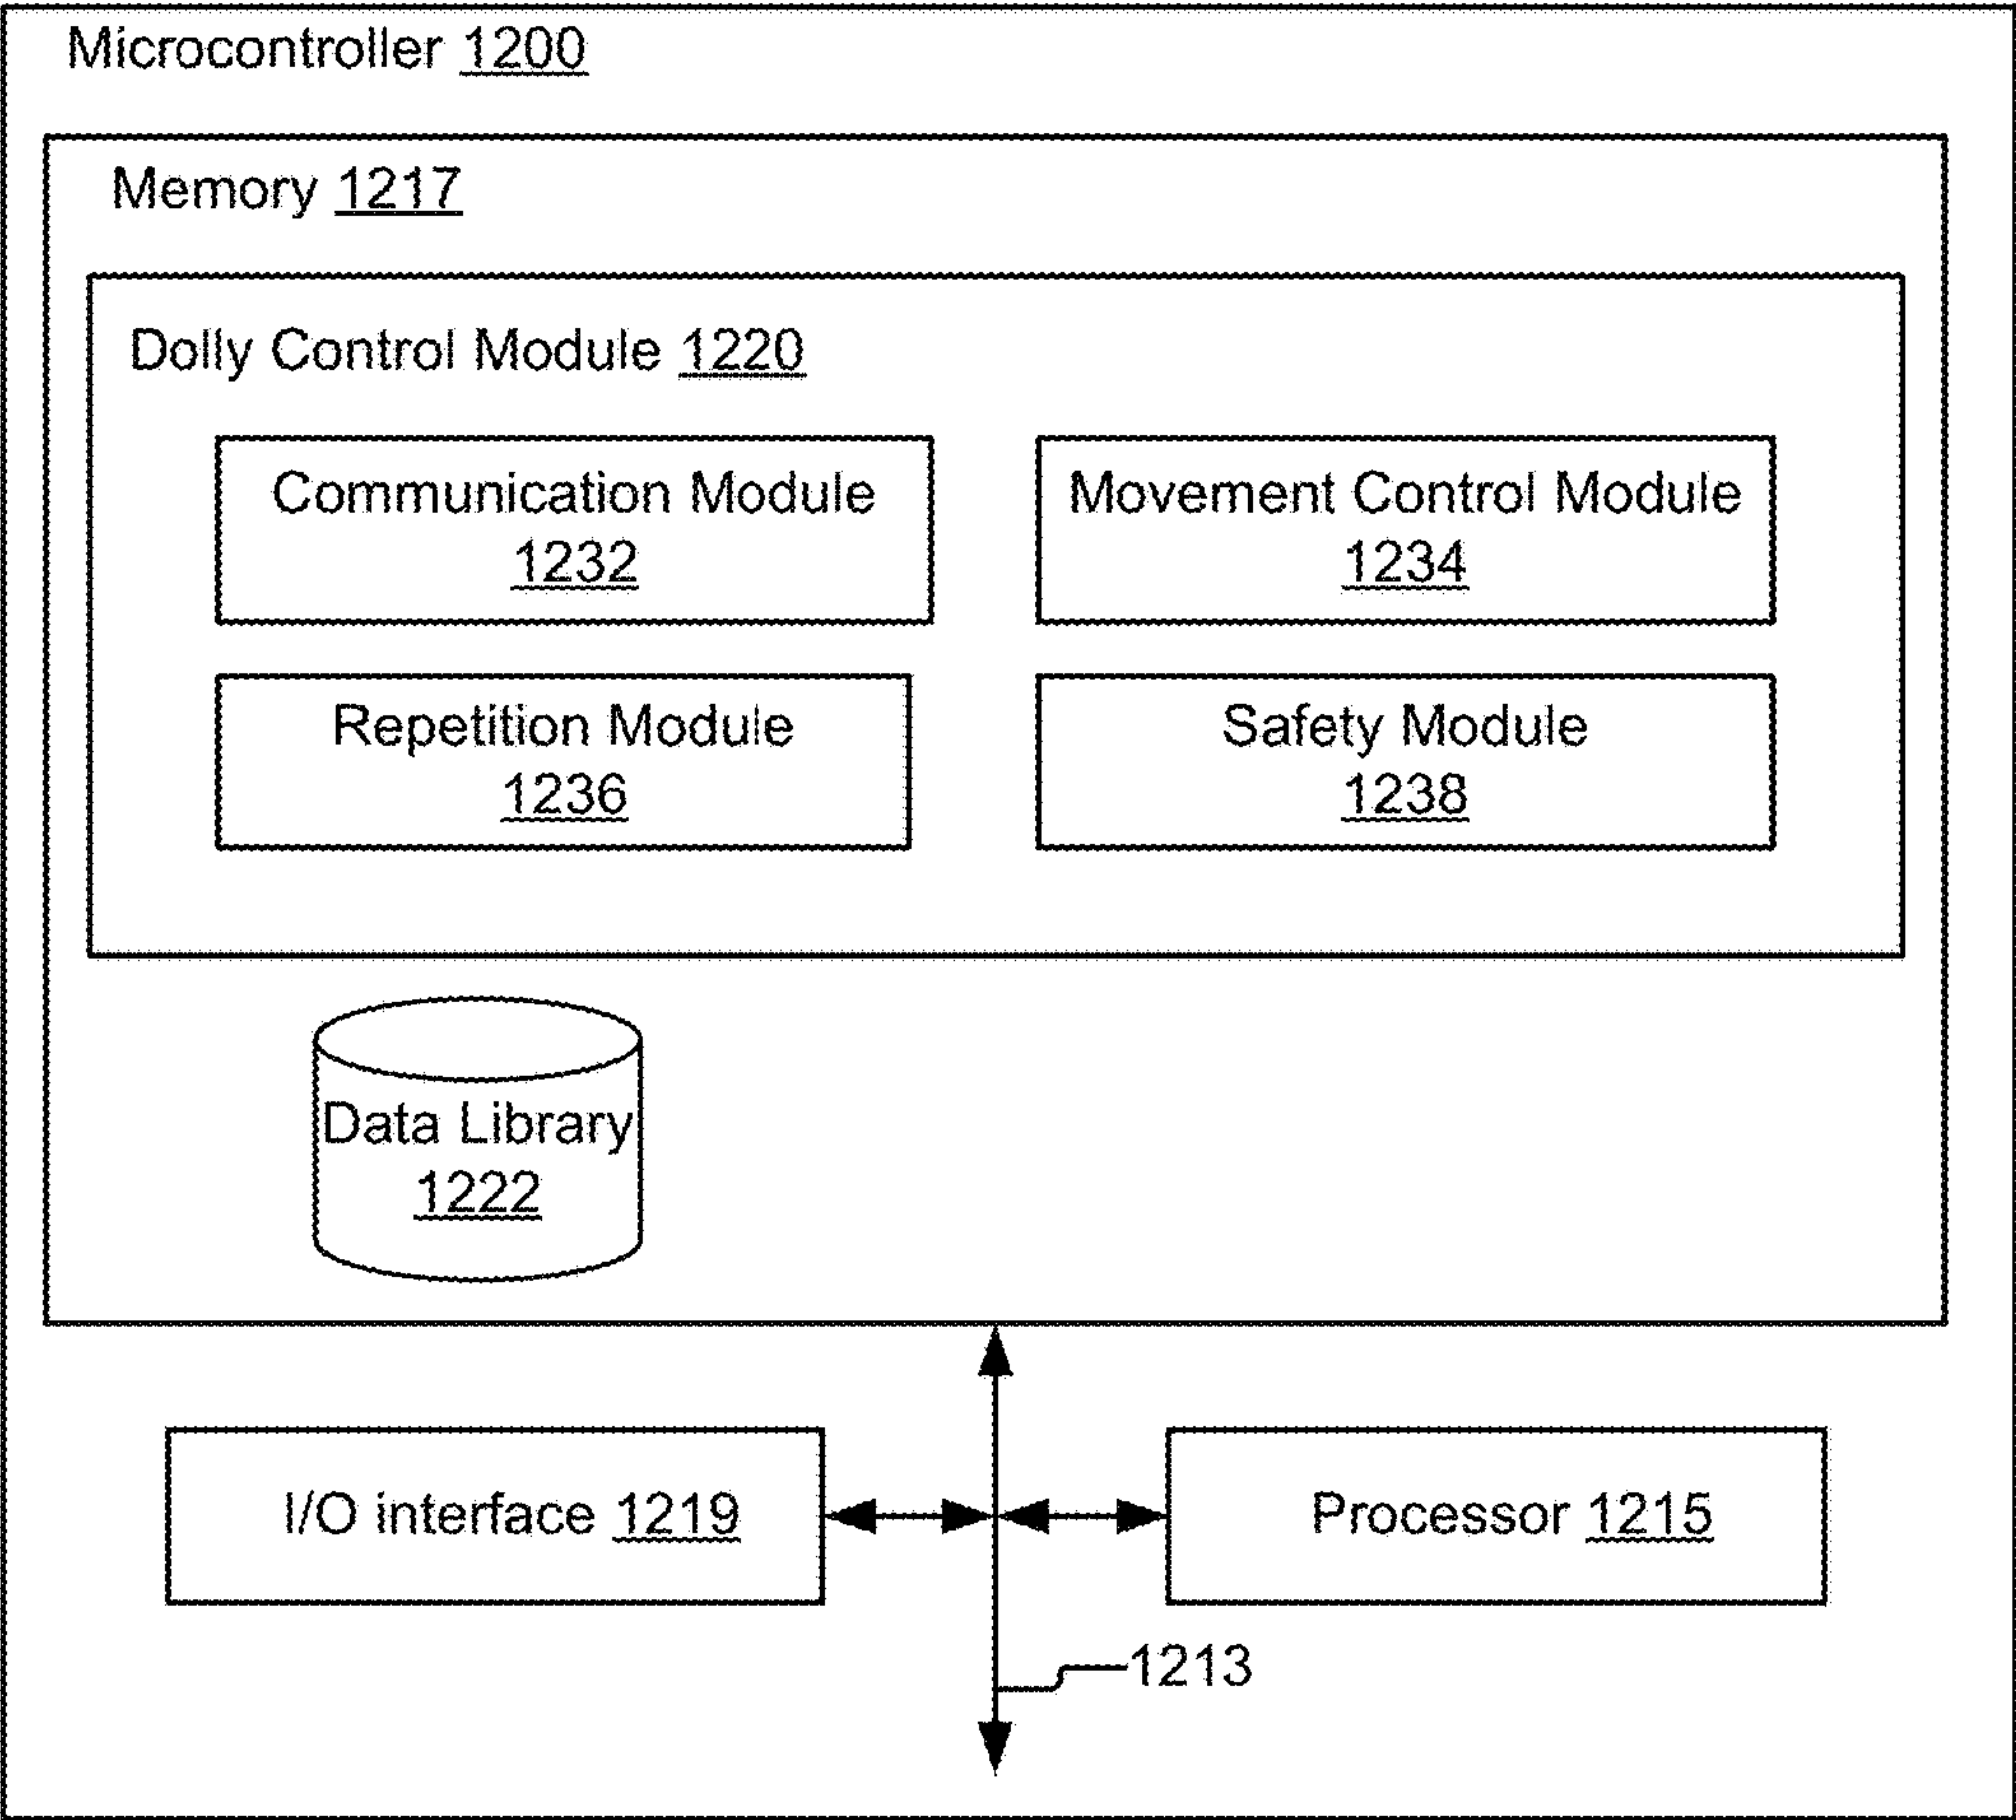 Microcontroller 1200
Memory 1217
Dolly Control Module 1220
Communication Module
1232
Movement Control Module
1234
Repetition Module
1236
Safety Module
1238
Data Library
1222
I/O interface 1219
Processor 1215
1213